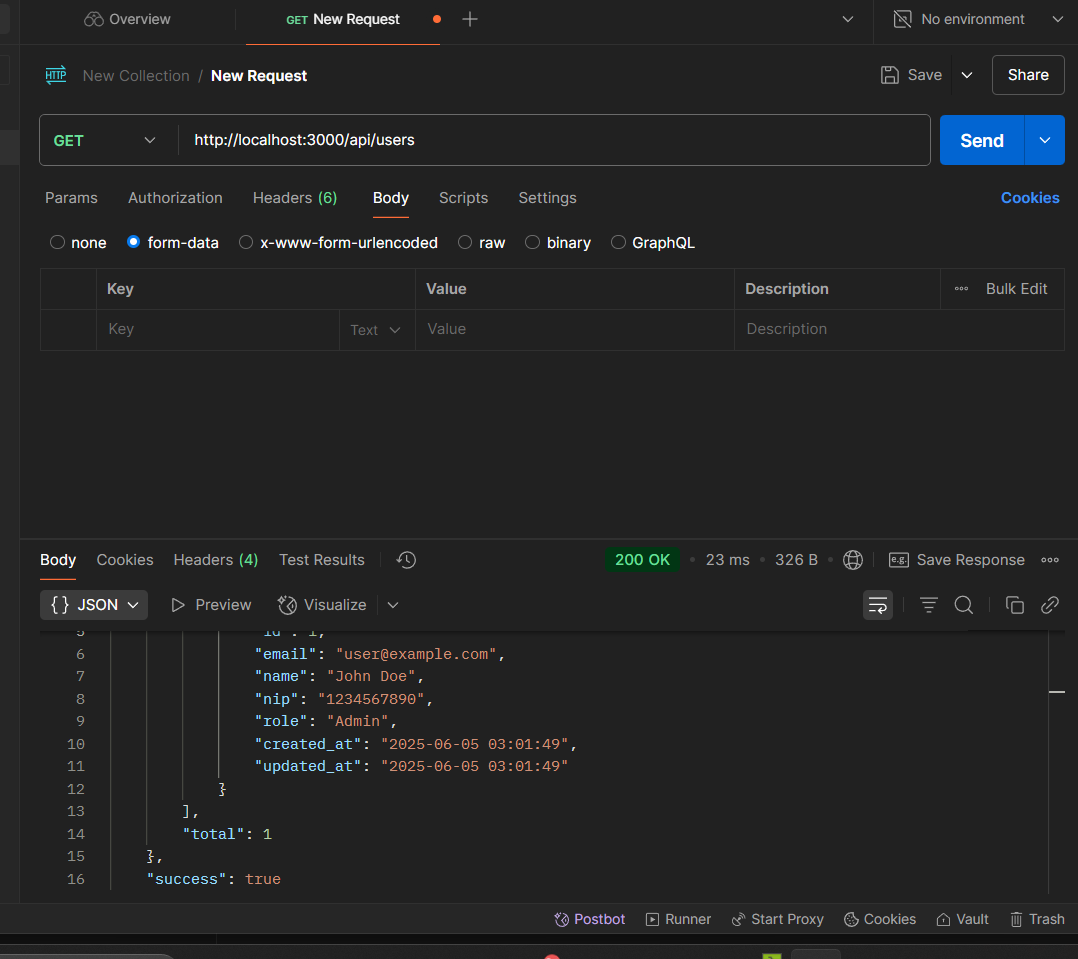 Overview
GET New Request
No environment
HTTP New Collection / New Request
Save
Share
GET
http://localhost:3000/api/users
Send
Params Authorization Headers (6) Body Scripts Settings Cookies
none form-data x-www-form-urlencoded raw binary GraphQL
Key Value Description Bulk Edit
Key Text Value Description
Body Cookies Headers (4) Test Results 200 OK 23 ms 326 B e.g. Save Response
{} JSON Preview Visualize
5 "id": 1,
6 "email": "user@example.com",
7 "name": "John Doe",
8 "nip": "1234567890",
9 "role": "Admin",
10 "created_at": "2025-06-05 03:01:49",
11 "updated_at": "2025-06-05 03:01:49"
12 }
13 ],
14 "total": 1
15 },
16 "success": true
Postbot Runner Start Proxy Cookies Vault Trash